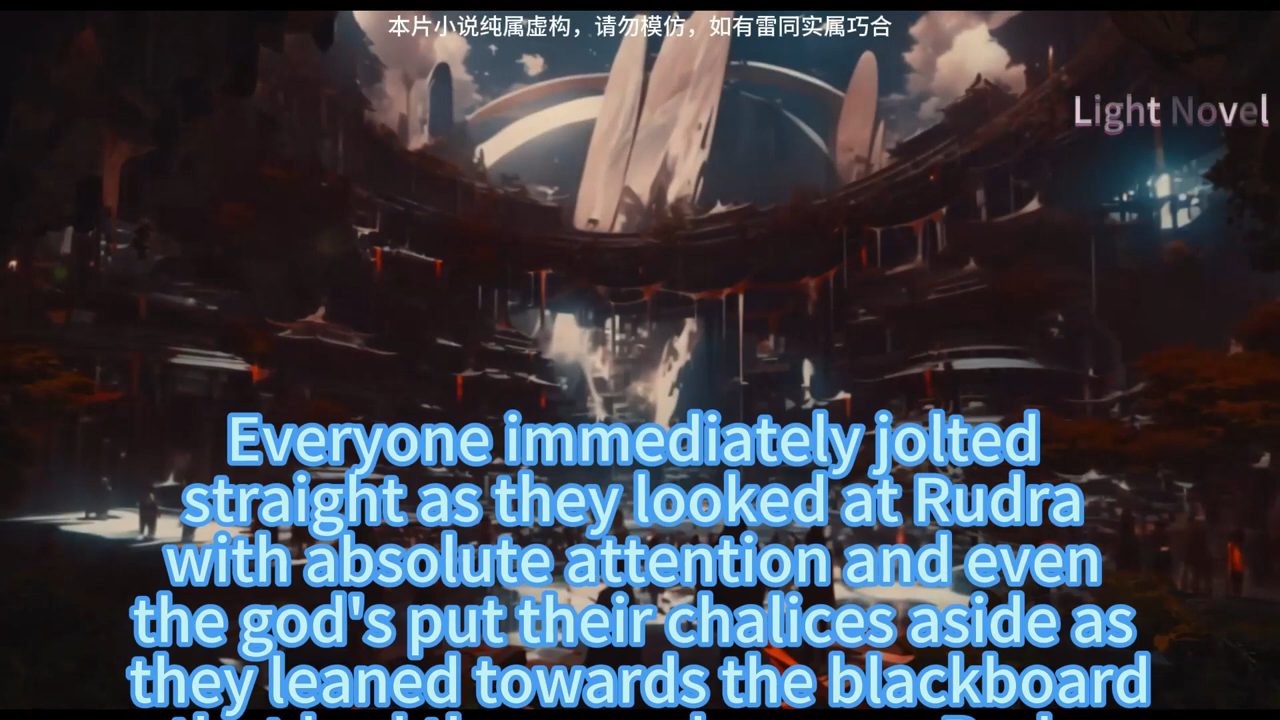 本片小说纯属虚构，请勿模仿，如有雷同实属巧合
Light Novel
Everyone immediately jolted
straight as they looked at Rudra
with absolute attention and even
the god's put their chalices aside as
they leaned towards the blackboard